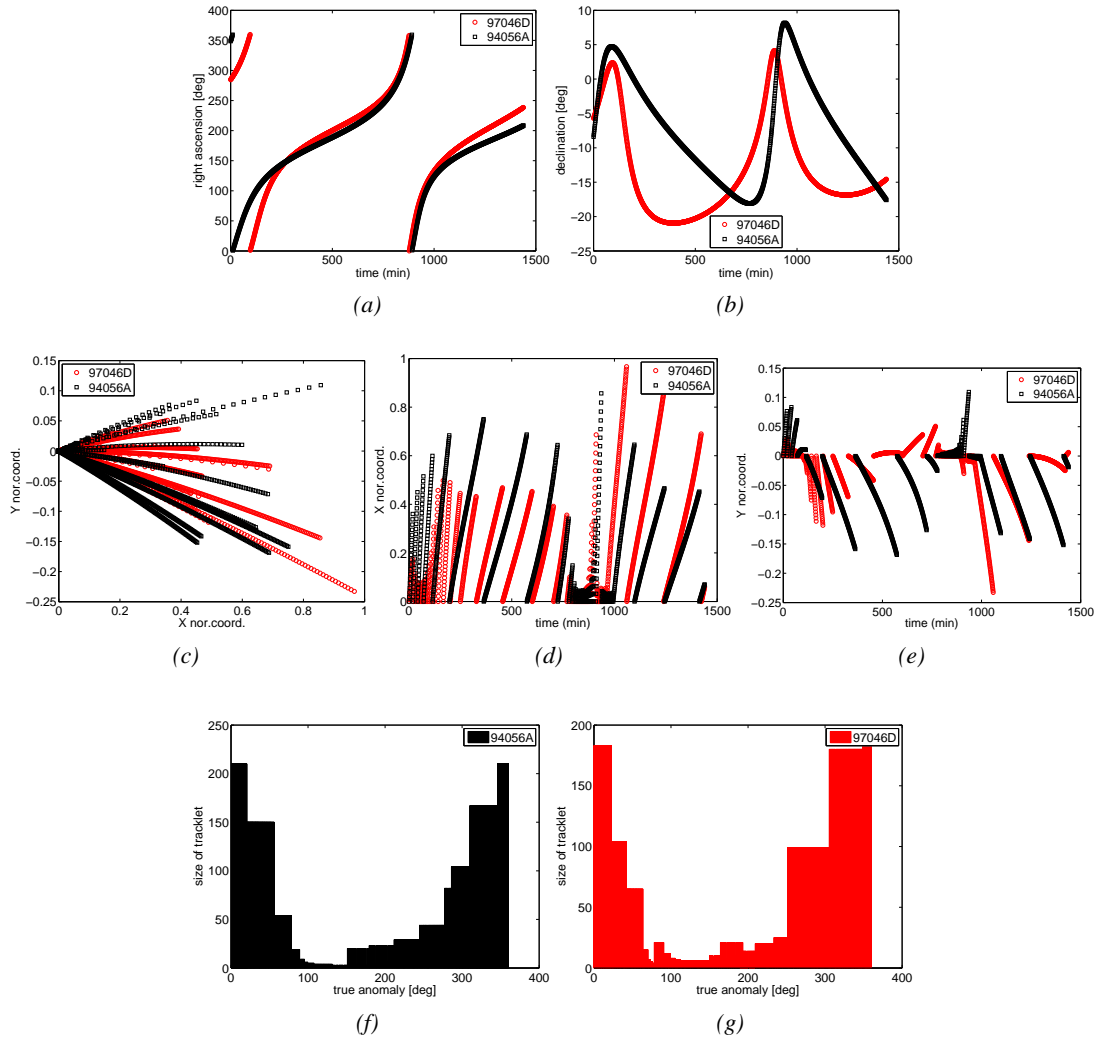 400
350
300
250
200
150
100
50
0
0
500
1000
1500
right ascension [deg]
time (min)
97046D
94056A
(a)
10
5
0
−5
−10
−15
−20
−25
0
500
1000
1500
declination [deg]
time (min)
97046D
94056A
(b)
0.15
0.1
0.05
0
−0.05
−0.1
−0.15
−0.2
−0.25
0
0.2
0.4
0.6
0.8
1
Y nor.coord.
X nor.coord.
97046D
94056A
(c)
1
0.8
0.6
0.4
0.2
0
0
500
1000
1500
X nor.coord.
time (min)
97046D
94056A
(d)
0.15
0.1
0.05
0
−0.05
−0.1
−0.15
−0.2
−0.25
0
500
1000
1500
Y nor.coord.
time (min)
97046D
94056A
(e)
250
200
150
100
50
0
0
100
200
300
400
size of tracklet
true anomaly [deg]
94056A
(f)
200
150
100
50
0
0
100
200
300
400
size of tracklet
true anomaly [deg]
97046D
(g)